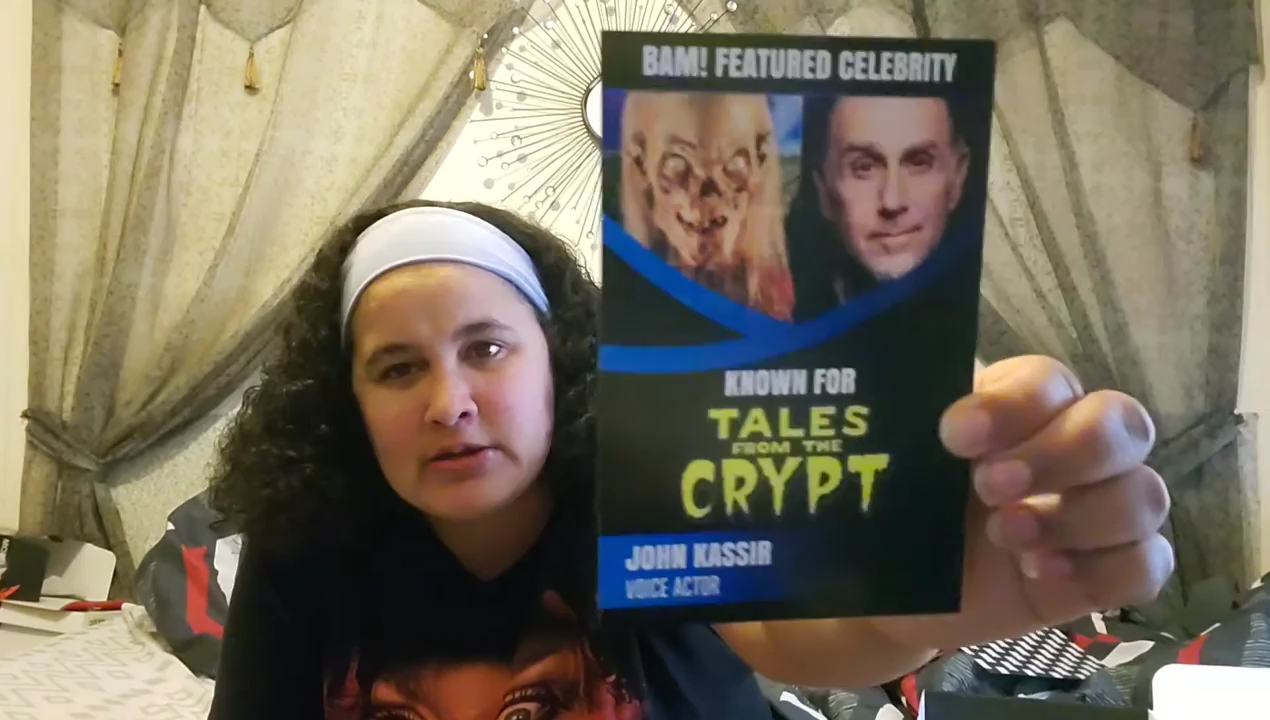 BAM! FEATURED CELEBRITY
KNOWN FOR
TALES
FROM THE
CRYPT
JOHN KASSIR
VOICE ACTOR